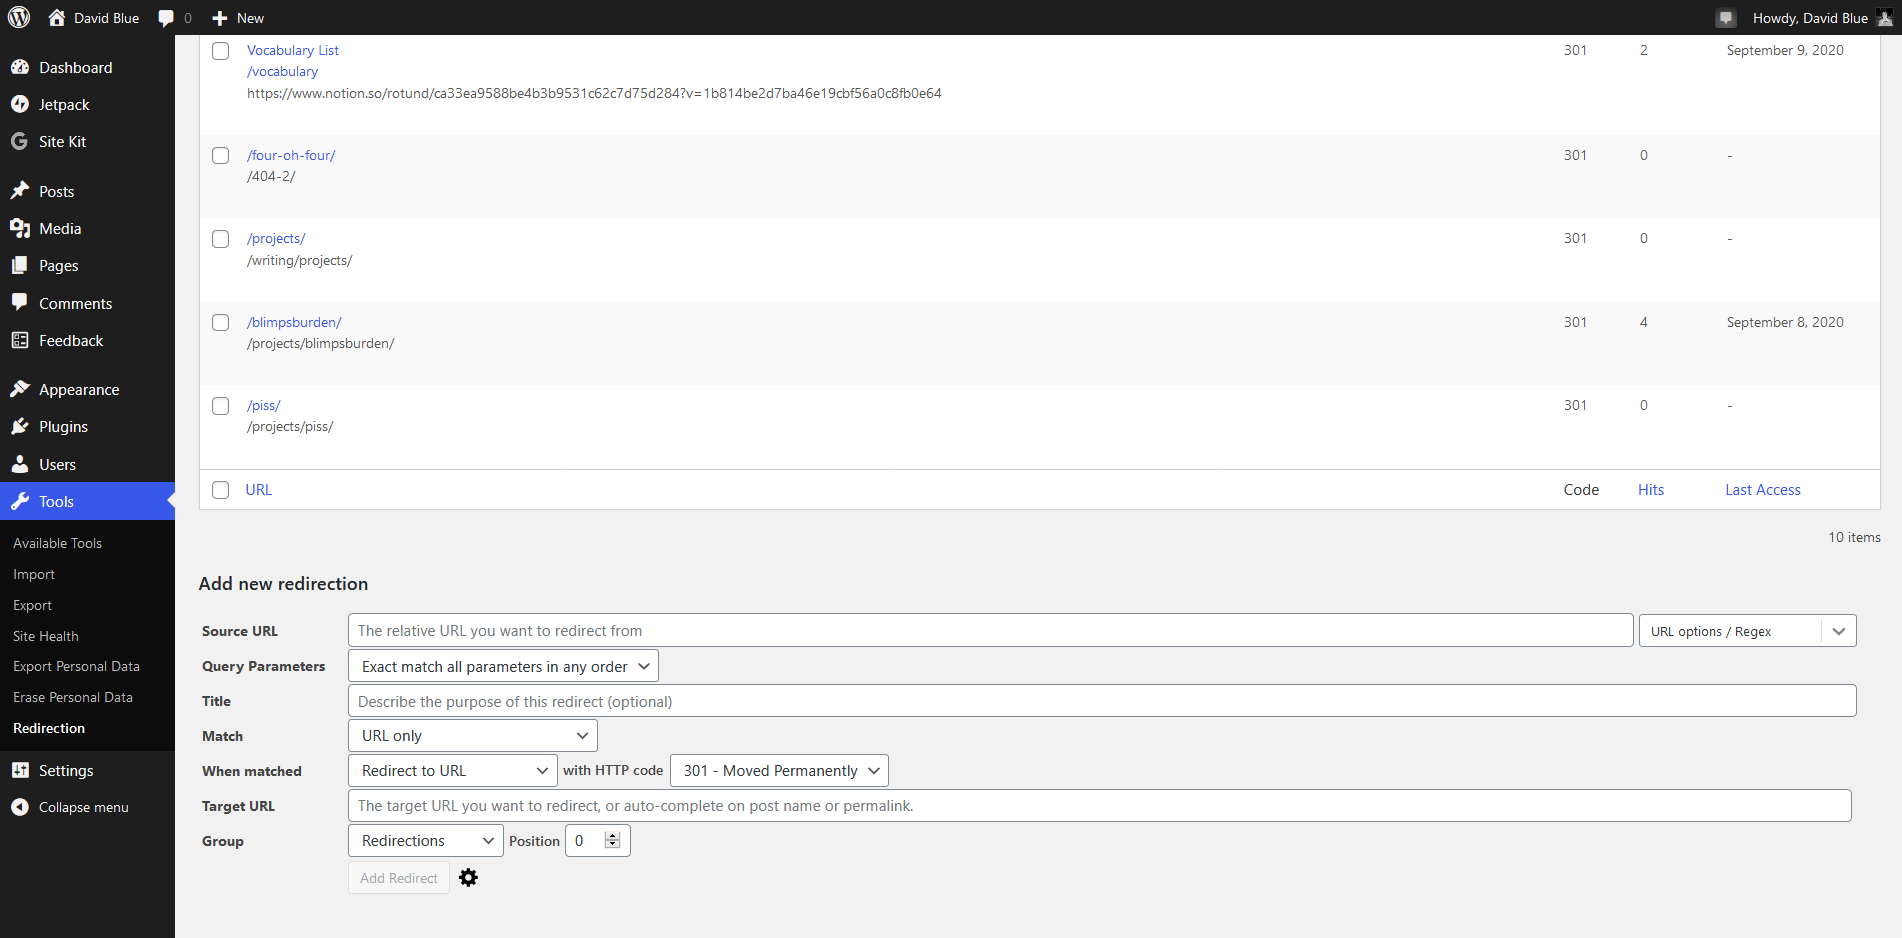 David Blue 0 New Howdy, David Blue
Dashboard
Jetpack
Site Kit
Posts
Media
Pages
Comments
Feedback
Appearance
Plugins
Users
Tools
Available Tools
Import
Export
Site Health
Export Personal Data
Erase Personal Data
Redirection
Settings
Collapse menu
Vocabulary List 301 2 September 9, 2020
/vocabulary
https://www.notion.so/rotund/ca33ea9588be4b3b9531c62c7d75d284?v=1b814be2d7ba46e19cbf56a0c8fb0e64
/four-oh-four/ 301 0 -
/404-2/
/projects/ 301 0 -
/writing/projects/
/blimpsburden/ 301 4 September 8, 2020
/projects/blimpsburden/
/piss/ 301 0 -
/projects/piss/
URL Code Hits Last Access
10 items
Add new redirection
Source URL The relative URL you want to redirect from URL options / Regex
Query Parameters Exact match all parameters in any order
Title Describe the purpose of this redirect (optional)
Match URL only
When matched Redirect to URL with HTTP code 301 - Moved Permanently
Target URL The target URL you want to redirect, or auto-complete on post name or permalink.
Group Redirections Position 0
Add Redirect